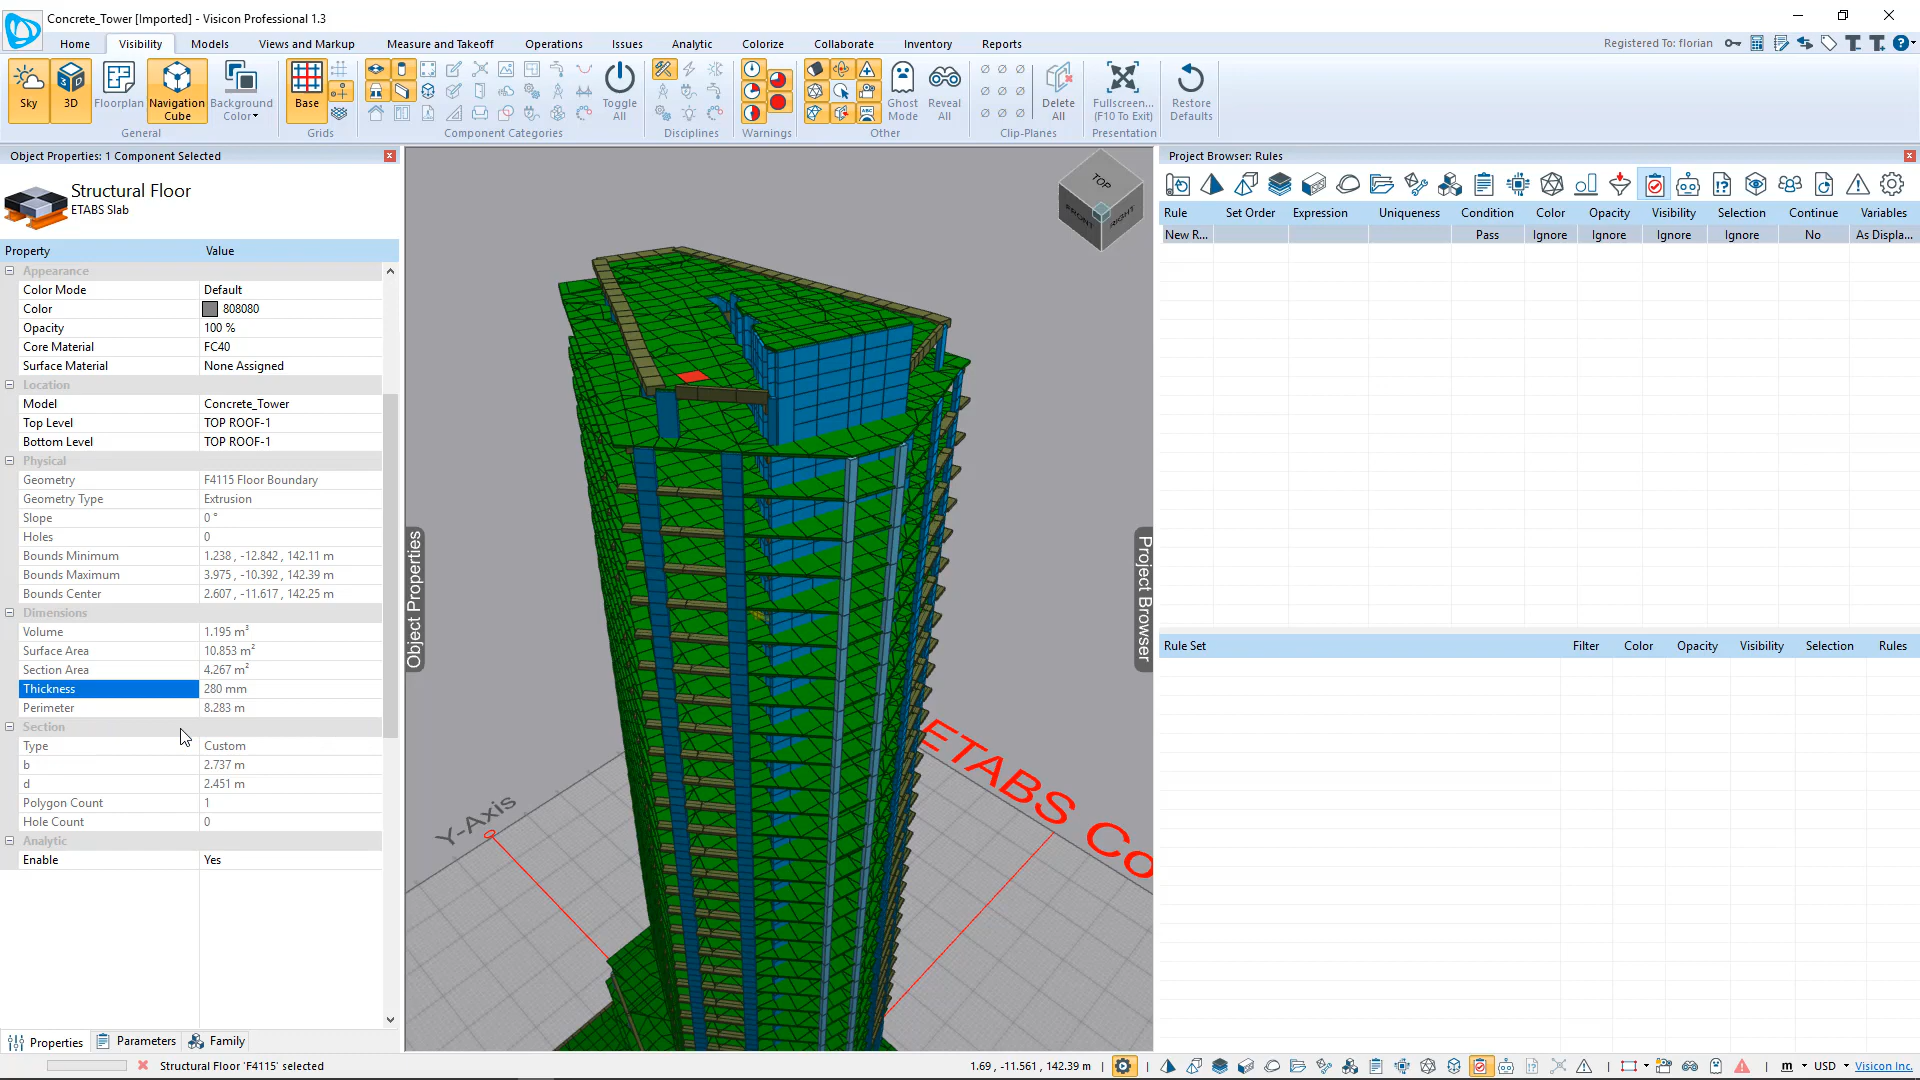 Concrete_Tower [Imported] - Visicon Professional 1.3
Home Visibility Models Views and Markup Measure and Takeoff Operations Issues Analytic Colorize Collaborate Inventory Reports
Registered To: florian
Sky 3D Floorplan Navigation Cube Background Color Base Toggle All Ghost Mode Reveal All Delete All Fullscreen... (F10 To Exit) Restore Defaults
General Grids Component Categories Disciplines Warnings Other Clip-Planes Presentation
Object Properties: 1 Component Selected
Structural Floor
ETABS Slab
Property Value
Appearance
Color Mode Default
Color 808080
Opacity 100 %
Core Material FC40
Surface Material None Assigned
Location
Model Concrete_Tower
Top Level TOP ROOF-1
Bottom Level TOP ROOF-1
Physical
Geometry F4115 Floor Boundary
Geometry Type Extrusion
Slope 0 °
Holes 0
Bounds Minimum 1.238 , -12.842 , 142.11 m
Bounds Maximum 3.975 , -10.392 , 142.39 m
Bounds Center 2.607 , -11.617 , 142.25 m
Dimensions
Volume 1.195 m³
Surface Area 10.853 m²
Section Area 4.267 m²
Thickness 280 mm
Perimeter 8.283 m
Section
Type Custom
b 2.737 m
d 2.451 m
Polygon Count 1
Hole Count 0
Analytic
Enable Yes
Properties Parameters Family
Object Properties
TOP
FRONT RIGHT
Y-Axis
ETABS Co
Project Browser
Project Browser: Rules
Rule Set Order Expression Uniqueness Condition Color Opacity Visibility Selection Continue Variables
New R... Pass Ignore Ignore Ignore Ignore No As Displa...
Rule Set Filter Color Opacity Visibility Selection Rules
Structural Floor 'F4115' selected
1.69 , -11.561 , 142.39 m
m USD Visicon Inc.